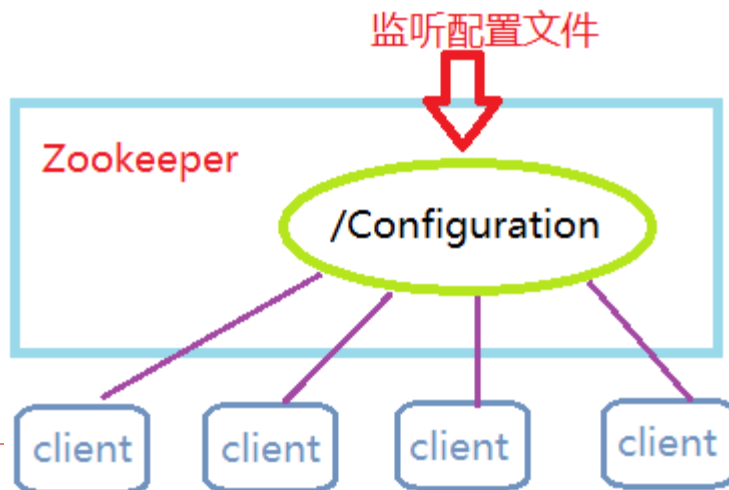 监听配置文件
Zookeeper
/Configuration
client
client
client
client